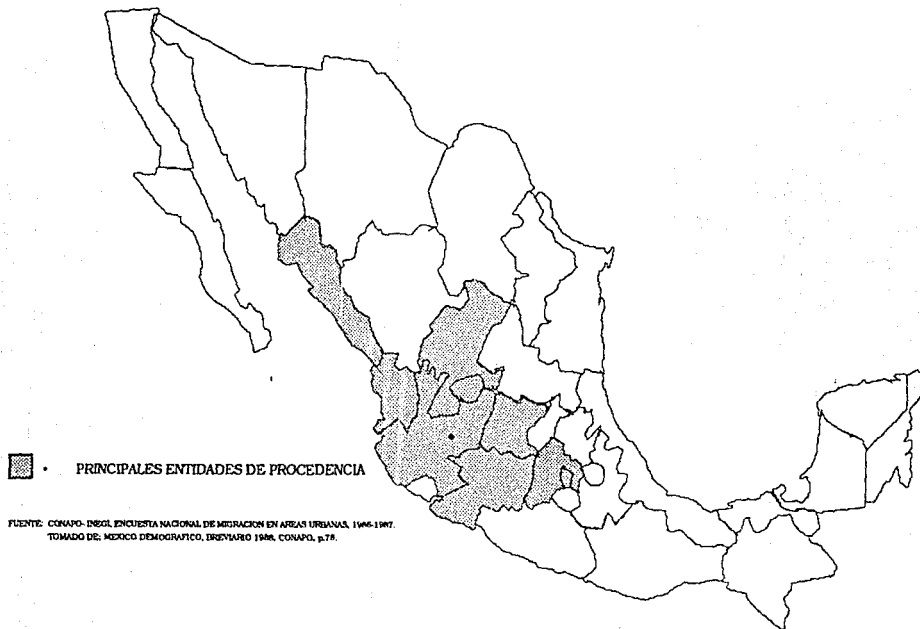 · PRINCIPALES ENTIDADES DE PROCEDENCIA
FUENTE: CONAPO- INEGI, ENCUESTA NACIONAL DE MIGRACION EN AREAS URBANAS, 1986-1987.
TOMADO DE; MEXICO DEMOGRAFICO, BREVIARIO 1988, CONAPO, p.78.